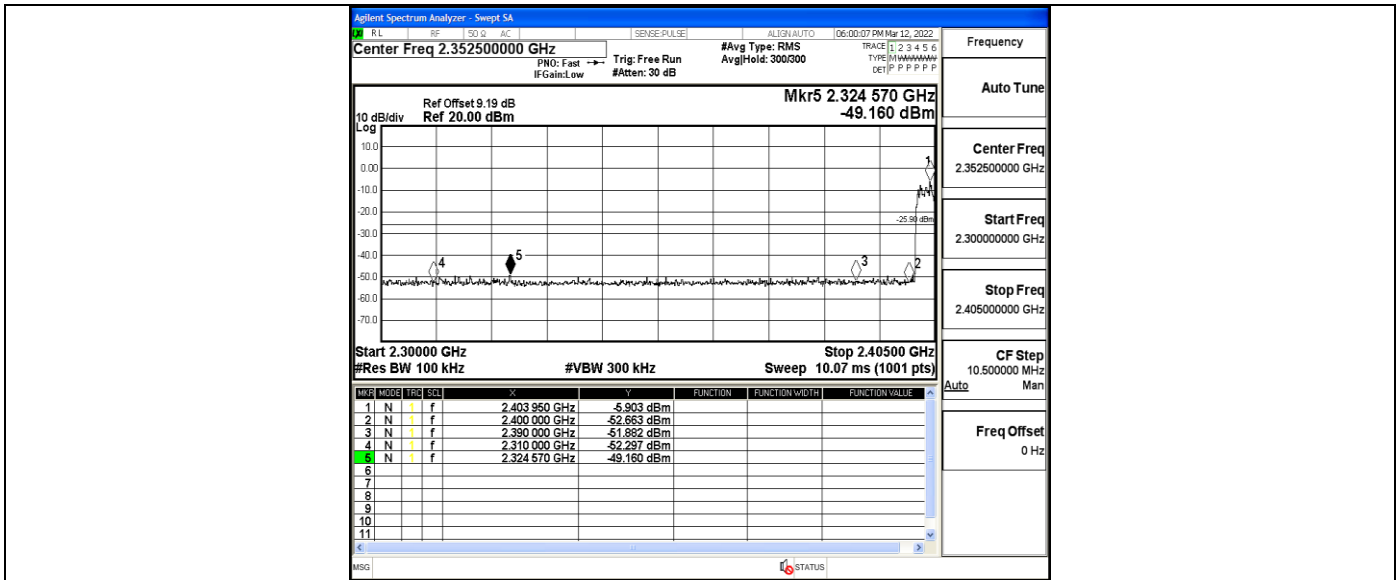 Agilent Spectrum Analyzer - Swept SA
RL RF 50 Ω AC SENSE:PULSE ALIGN AUTO 06:00:07 PM Mar 12, 2022
Center Freq 2.352500000 GHz
PNO: Fast
IFGain:Low
Trig: Free Run
#Atten: 30 dB
#Avg Type: RMS
Avg|Hold: 300/300
TRACE 1 2 3 4 5 6
TYPE M W W W W W
DET P P P P P P
Ref Offset 9.19 dB
Ref 20.00 dBm
10 dB/div
Log
Mkr5 2.324 570 GHz
-49.160 dBm
10.0
0.00
-10.0
-20.0
-30.0
-40.0
-50.0
-60.0
-70.0
1
-25.90 dBm
4
5
3
2
Start 2.30000 GHz
Stop 2.40500 GHz
#Res BW 100 kHz
#VBW 300 kHz
Sweep 10.07 ms (1001 pts)
MKR MODE TRC SCL X Y FUNCTION FUNCTION WIDTH FUNCTION VALUE
1 N 1 f 2.403 950 GHz -5.903 dBm
2 N 1 f 2.400 000 GHz -52.663 dBm
3 N 1 f 2.390 000 GHz -51.882 dBm
4 N 1 f 2.310 000 GHz -52.297 dBm
5 N 1 f 2.324 570 GHz -49.160 dBm
6
7
8
9
10
11
MSG
STATUS
Frequency
Auto Tune
Center Freq
2.352500000 GHz
Start Freq
2.300000000 GHz
Stop Freq
2.405000000 GHz
CF Step
10.500000 MHz
Auto Man
Freq Offset
0 Hz